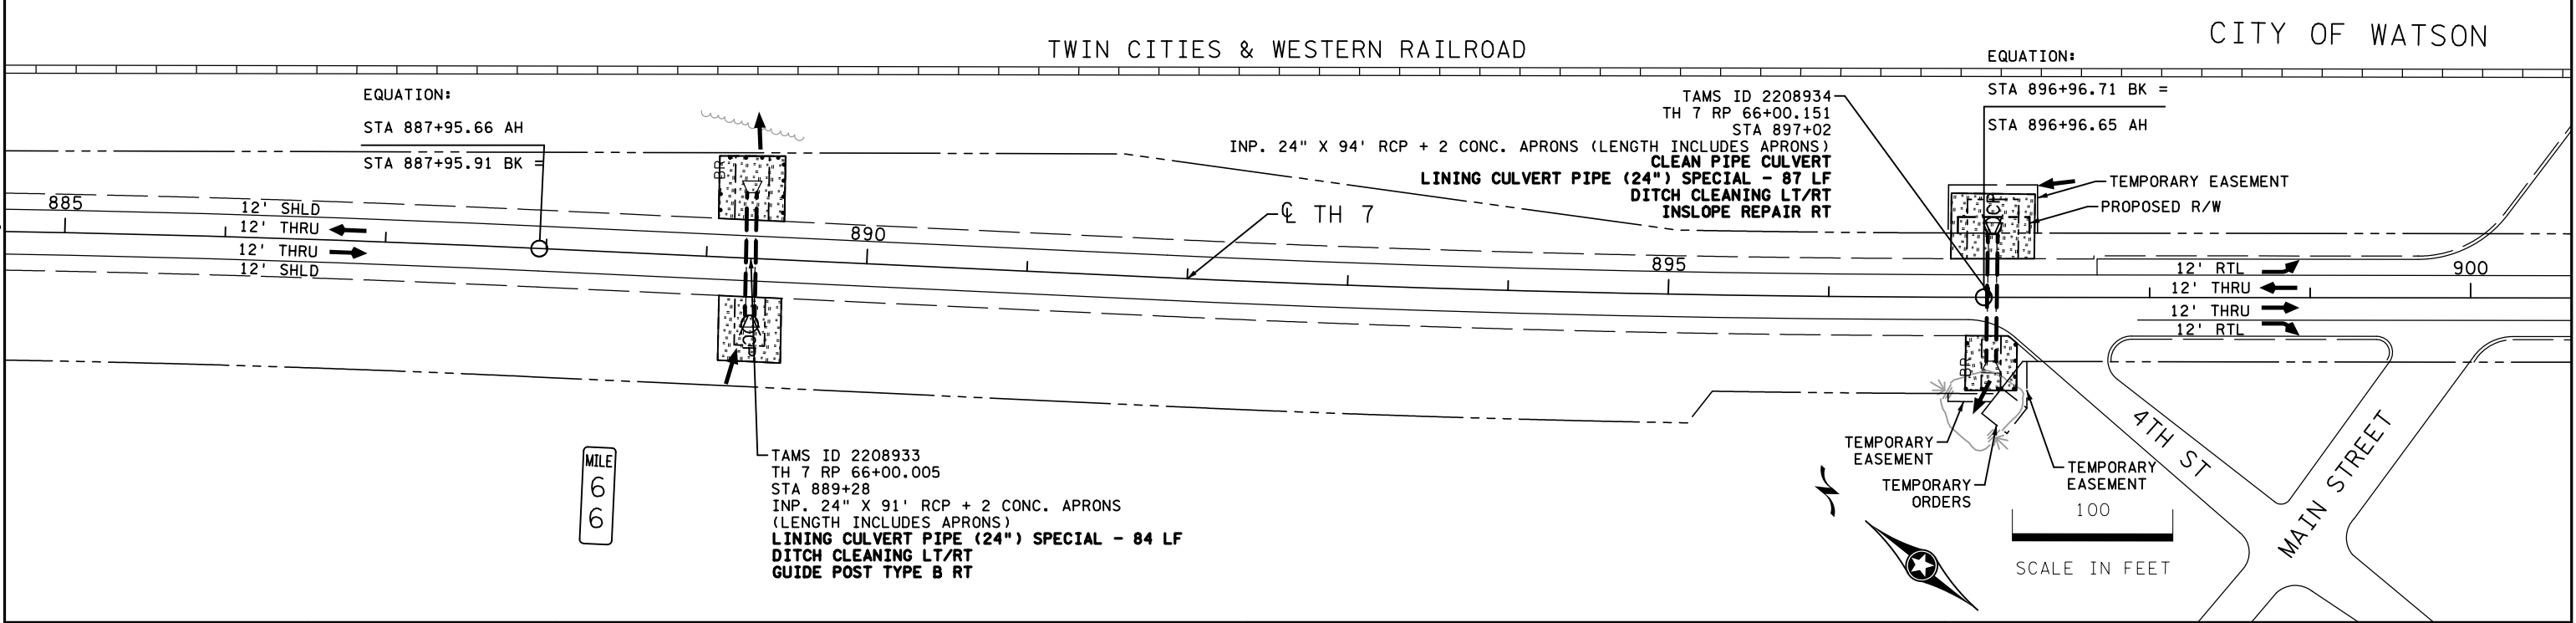 CITY OF WATSON
TWIN CITIES & WESTERN RAILROAD
EQUATION:
STA 887+95.66 AH
STA 887+95.91 BK =
TAMS ID 2208934
TH 7 RP 66+00.151
STA 897+02
INP. 24" X 94' RCP + 2 CONC. APRONS (LENGTH INCLUDES APRONS)
CLEAN PIPE CULVERT
LINING CULVERT PIPE (24") SPECIAL - 87 LF
DITCH CLEANING LT/RT
INSLOPE REPAIR RT
EQUATION:
STA 896+96.71 BK =
STA 896+96.65 AH
TEMPORARY EASEMENT
PROPOSED R/W
BR
885
12' SHLD
12' THRU
12' THRU
12' SHLD
890
℄ TH 7
895
900
12' RTL
12' THRU
12' THRU
12' RTL
BR
MILE
6
6
TAMS ID 2208933
TH 7 RP 66+00.005
STA 889+28
INP. 24" X 91' RCP + 2 CONC. APRONS
(LENGTH INCLUDES APRONS)
LINING CULVERT PIPE (24") SPECIAL - 84 LF
DITCH CLEANING LT/RT
GUIDE POST TYPE B RT
TEMPORARY
EASEMENT
TEMPORARY
ORDERS
TEMPORARY
EASEMENT
4TH ST
MAIN STREET
100
SCALE IN FEET